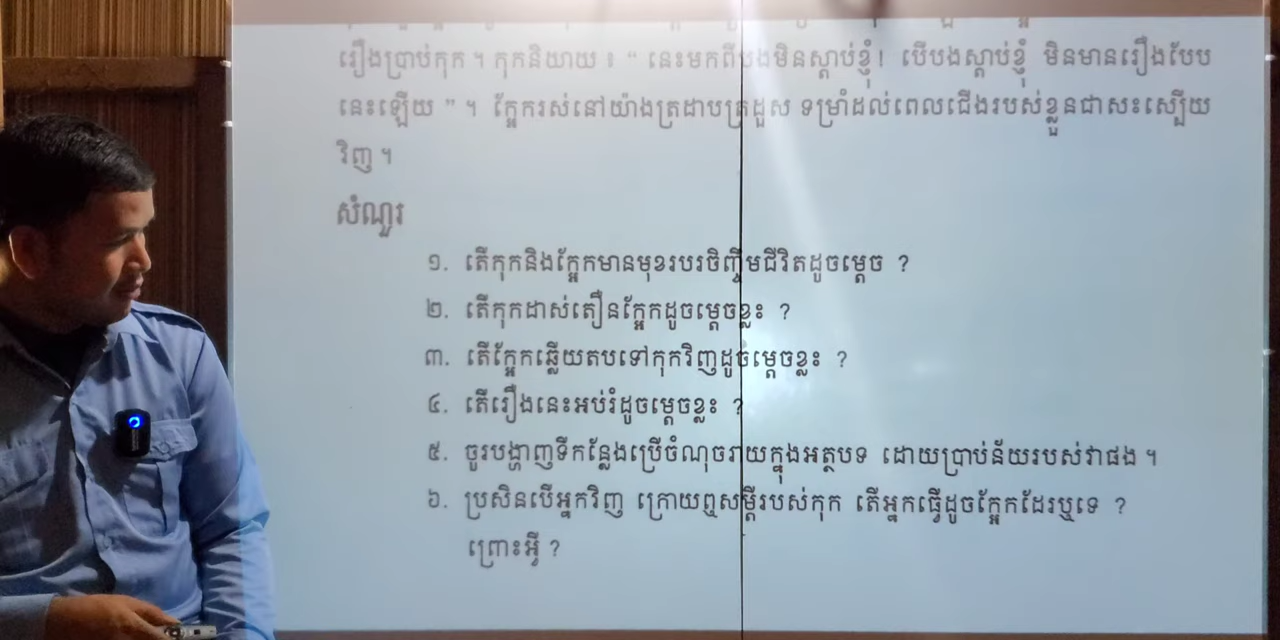 រឿងប្រាប់កុក ។ កុកនិយាយ ៖ “ នេះមកពីបងមិនស្ដាប់ខ្ញុំ ! បើបងស្ដាប់ខ្ញុំ មិនមានរឿងបែប
នេះឡើយ ” ។ ក្អែករស់នៅយ៉ាងត្រដាបត្រដួស ទម្រាំដល់ពេលជើងរបស់ខ្លួនជាសះស្បើយ
វិញ ។
សំណួរ
១. តើកុកនិងក្អែកមានមុខរបរចិញ្ចឹមជីវិតដូចម្ដេច ?
២. តើកុកដាស់តឿនក្អែកដូចម្ដេចខ្លះ ?
៣. តើក្អែកឆ្លើយតបទៅកុកវិញដូចម្ដេចខ្លះ ?
៤. តើរឿងនេះអប់រំដូចម្ដេចខ្លះ ?
៥. ចូរបង្ហាញទីកន្លែងប្រើចំណុចរាយក្នុងអត្ថបទ ដោយប្រាប់ន័យរបស់វាផង ។
៦. ប្រសិនបើអ្នកវិញ ក្រោយឮសម្ដីរបស់កុក តើអ្នកធ្វើដូចក្អែកដែរឬទេ ?
ព្រោះអ្វី ?